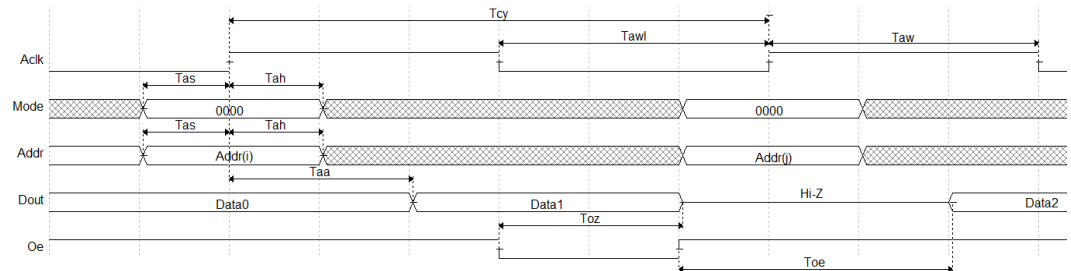 Tcy
Tawl Taw
Aclk
Tas Tah
Mode 0000 0000
Tas Tah
Addr Addr(i) Addr(j)
Taa
Dout Data0 Data1 Hi-Z Data2
Toz
Oe
Toe